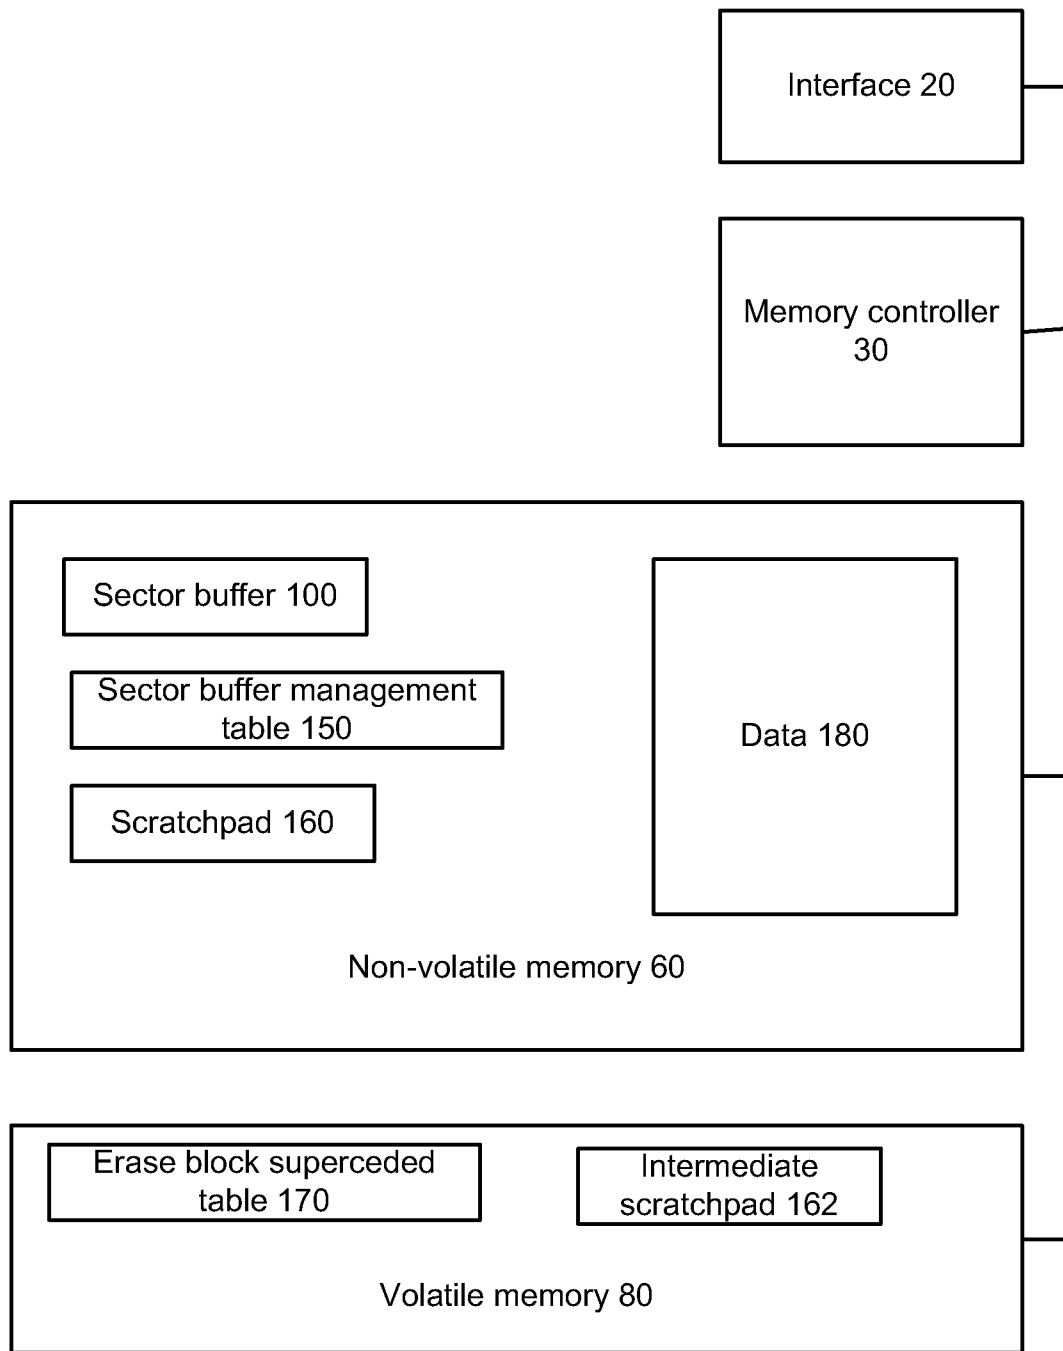 Interface 20
Memory controller
30
Sector buffer 100
Sector buffer management
table 150
Scratchpad 160
Data 180
Non-volatile memory 60
Erase block superceded
table 170
Intermediate
scratchpad 162
Volatile memory 80